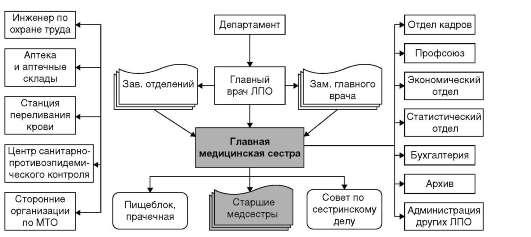 Инженер по
охране труда
Аптека
и аптечные
склады
Станция
переливания
крови
Центр санитарно-
противоэпидем-
ического контроля
Сторонние
организации
по МТО
Департамент
Зав. отделений
Главный
врач ЛПО
Зам. главного
врача
Главная
медицинская сестра
Пищеблок,
прачечная
Старшие
медсестры
Совет по
сестринскому
делу
Отдел кадров
Профсоюз
Экономический
отдел
Статистический
отдел
Бухгалтерия
Архив
Администрация
других ЛПО